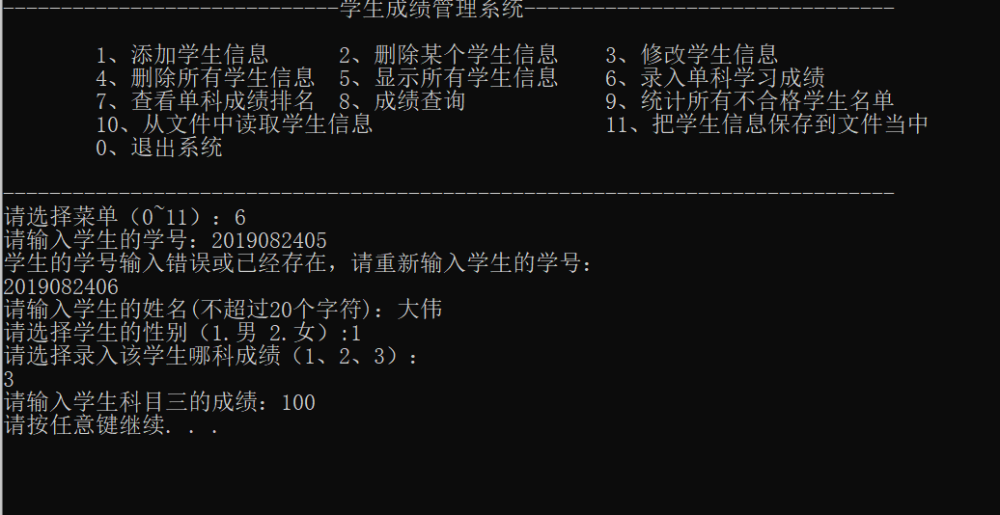 -----------------------------学生成绩管理系统--------------------------------
1、添加学生信息 2、删除某个学生信息 3、修改学生信息
4、删除所有学生信息 5、显示所有学生信息 6、录入单科学习成绩
7、查看单科成绩排名 8、成绩查询 9、统计所有不合格学生名单
10、从文件中读取学生信息 11、把学生信息保存到文件当中
0、退出系统
-----------------------------------------------------------------------------
请选择菜单（0~11）：6
请输入学生的学号：2019082405
学生的学号输入错误或已经存在，请重新输入学生的学号：
2019082406
请输入学生的姓名(不超过20个字符)：大伟
请选择学生的性别（1.男 2.女）:1
请选择录入该学生哪科成绩（1、2、3）：
3
请输入学生科目三的成绩：100
请按任意键继续. . .